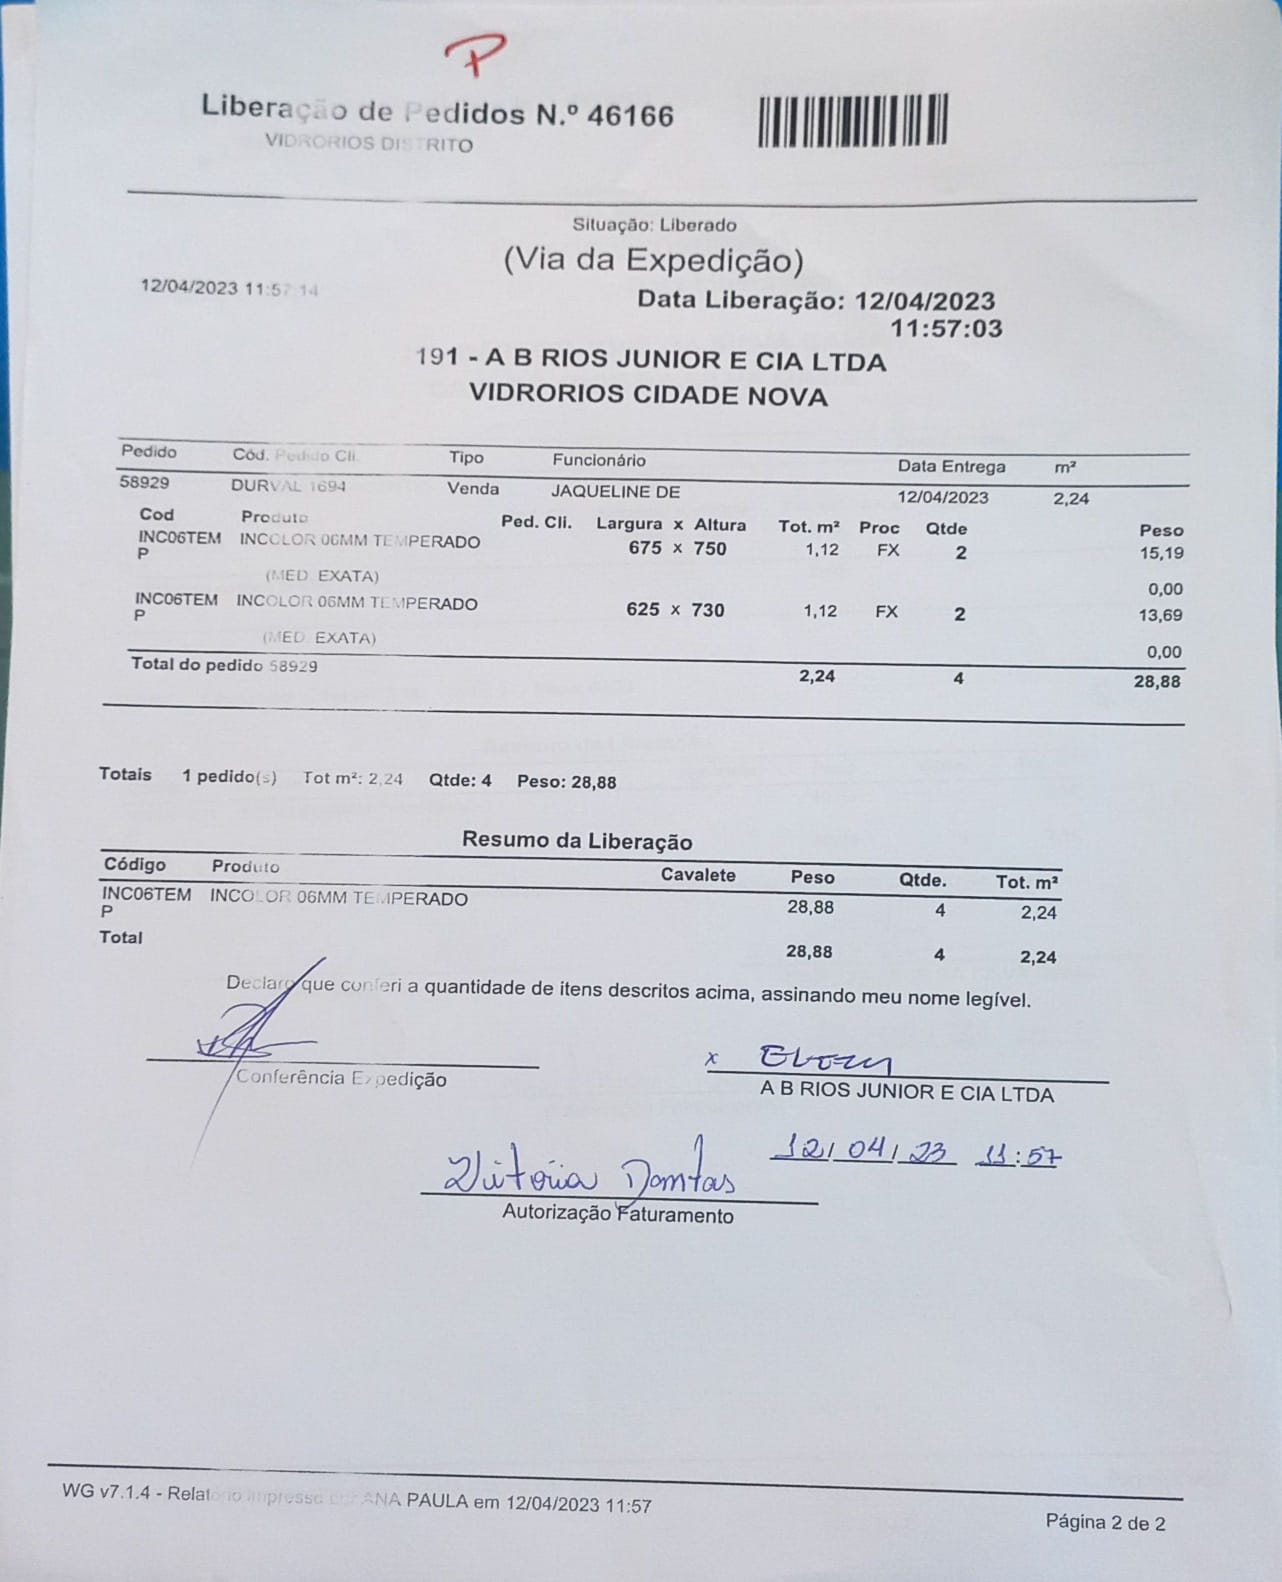 P
Liberação de Pedidos N.º 46166
VIDRORIOS DISTRITO
Situação: Liberado
(Via da Expedição)
12/04/2023 11:57:14
Data Liberação: 12/04/2023
11:57:03
191 - A B RIOS JUNIOR E CIA LTDA
VIDRORIOS CIDADE NOVA
Pedido Cód. Pedido Cli. Tipo Funcionário Data Entrega m²
58929 DURVAL 1694 Venda JAQUELINE DE 12/04/2023 2,24
Cod Produto Ped. Cli. Largura x Altura Tot. m² Proc Qtde Peso
INC06TEM INCOLOR 06MM TEMPERADO 675 x 750 1,12 FX 2 15,19
P
(MED. EXATA) 0,00
INC06TEM INCOLOR 06MM TEMPERADO 625 x 730 1,12 FX 2 13,69
P
(MED. EXATA) 0,00
Total do pedido 58929 2,24 4 28,88
Totais 1 pedido(s) Tot m²: 2,24 Qtde: 4 Peso: 28,88
Resumo da Liberação
Código Produto Cavalete Peso Qtde. Tot. m²
INC06TEM INCOLOR 06MM TEMPERADO 28,88 4 2,24
P
Total 28,88 4 2,24
Declaro que conferi a quantidade de itens descritos acima, assinando meu nome legível.
x
Conferência Expedição
A B RIOS JUNIOR E CIA LTDA
12/04/23 11:57
Vitória Dantas
Autorização Faturamento
WG v7.1.4 - Relatório impresso por ANA PAULA em 12/04/2023 11:57
Página 2 de 2